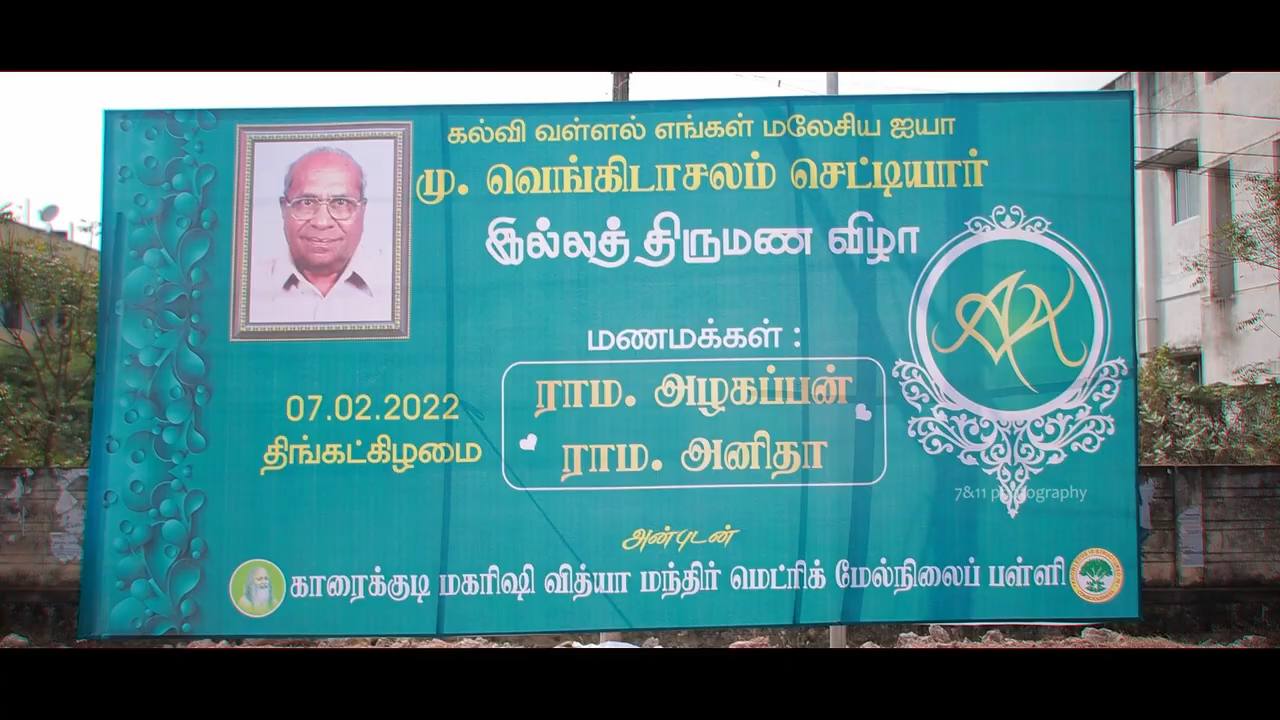 கல்வி வள்ளல் எங்கள் மலேசிய ஐயா
மு. வெங்கிடாசலம் செட்டியார்
இல்லத் திருமண விழா
மணமக்கள் :
ராம. அழகப்பன்
ராம. அனிதா
07.02.2022
திங்கட்கிழமை
7&11 photography
அன்புடன்
காரைக்குடி மகரிஷி வித்யா மந்திர் மெட்ரிக் மேல்நிலைப் பள்ளி